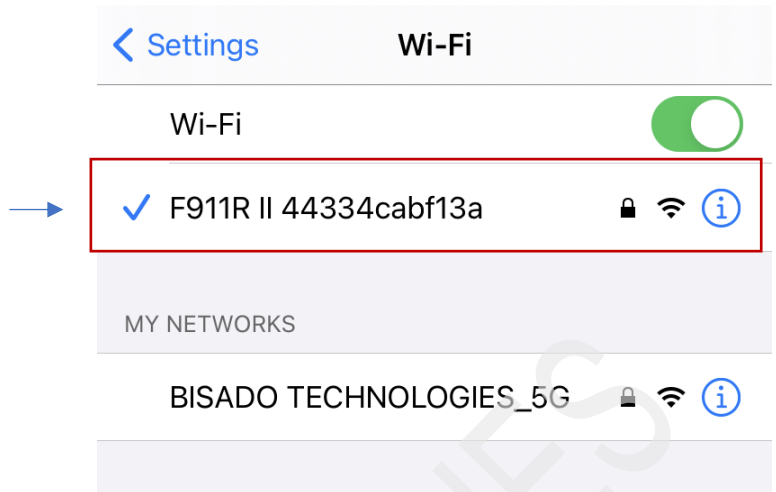 Settings
Wi-Fi
Wi-Fi
F911R II 44334cabf13a
MY NETWORKS
BISADO TECHNOLOGIES_5G